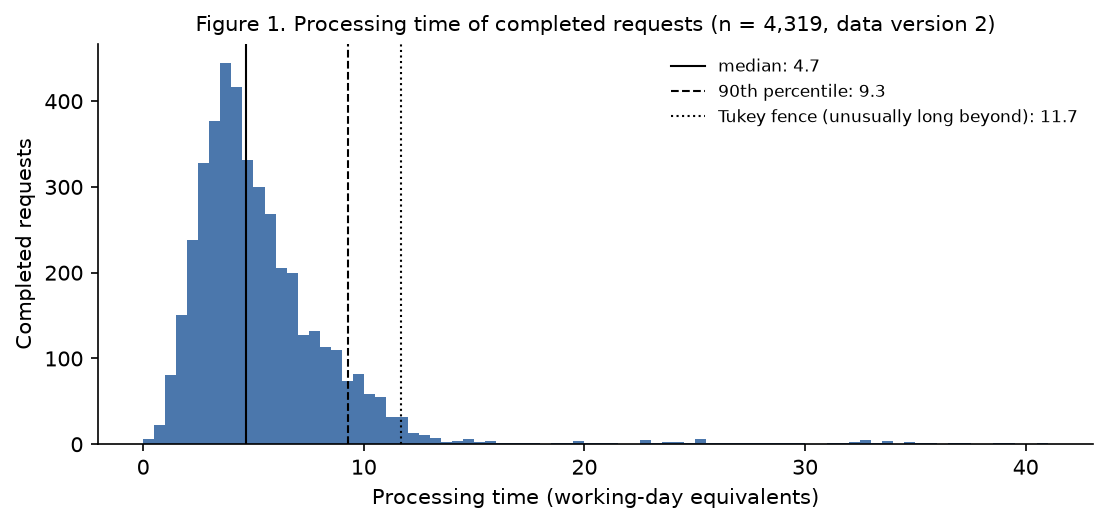 Figure 1. Processing time of completed requests (n = 4,319, data version 2)
median: 4.7
90th percentile: 9.3
Tukey fence (unusually long beyond): 11.7
Completed requests
400
300
200
100
0
0 10 20 30 40
Processing time (working-day equivalents)